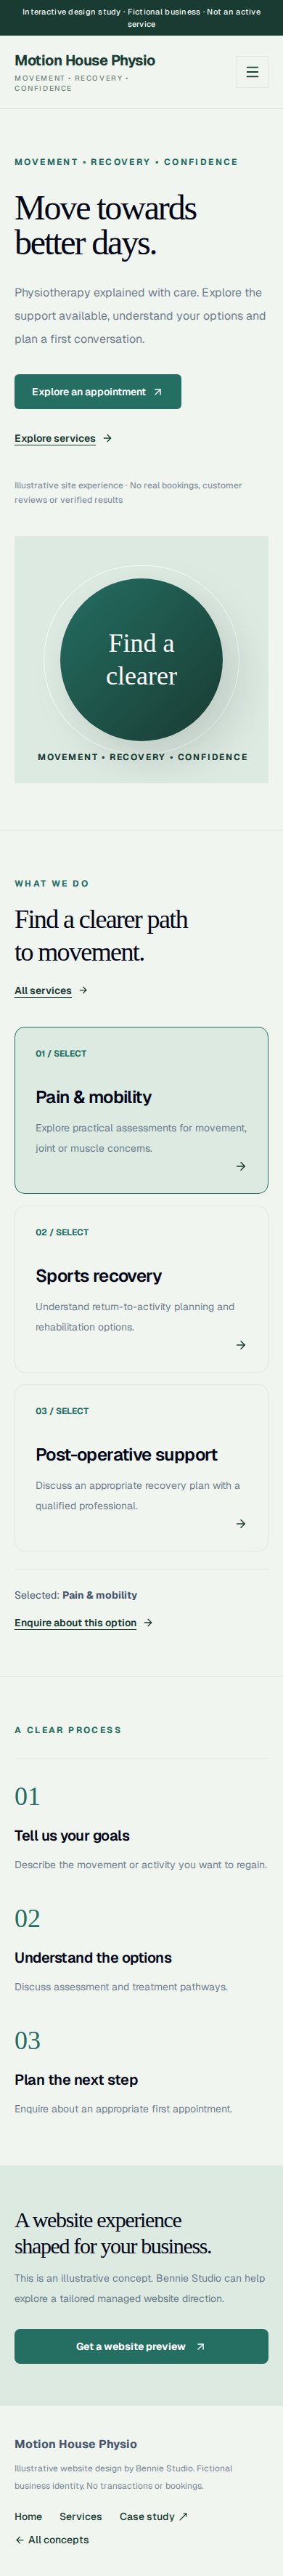 Interactive design study · Fictional business · Not an active
service
Motion House Physio
MOVEMENT • RECOVERY •
CONFIDENCE
MOVEMENT • RECOVERY • CONFIDENCE
Move towards
better days.
Physiotherapy explained with care. Explore the
support available, understand your options and
plan a first conversation.
Explore an appointment ↗
Explore services →
Illustrative site experience · No real bookings, customer
reviews or verified results
Find a
clearer
MOVEMENT • RECOVERY • CONFIDENCE
WHAT WE DO
Find a clearer path
to movement.
All services →
01 / SELECT
Pain & mobility
Explore practical assessments for movement,
joint or muscle concerns.
→
02 / SELECT
Sports recovery
Understand return-to-activity planning and
rehabilitation options.
→
03 / SELECT
Post-operative support
Discuss an appropriate recovery plan with a
qualified professional.
→
Selected: Pain & mobility
Enquire about this option →
A CLEAR PROCESS
01
Tell us your goals
Describe the movement or activity you want to regain.
02
Understand the options
Discuss assessment and treatment pathways.
03
Plan the next step
Enquire about an appropriate first appointment.
A website experience
shaped for your business.
This is an illustrative concept. Bennie Studio can help
explore a tailored managed website direction.
Get a website preview ↗
Motion House Physio
Illustrative website design by Bennie Studio. Fictional
business identity. No transactions or bookings.
Home Services Case study ↗
← All concepts